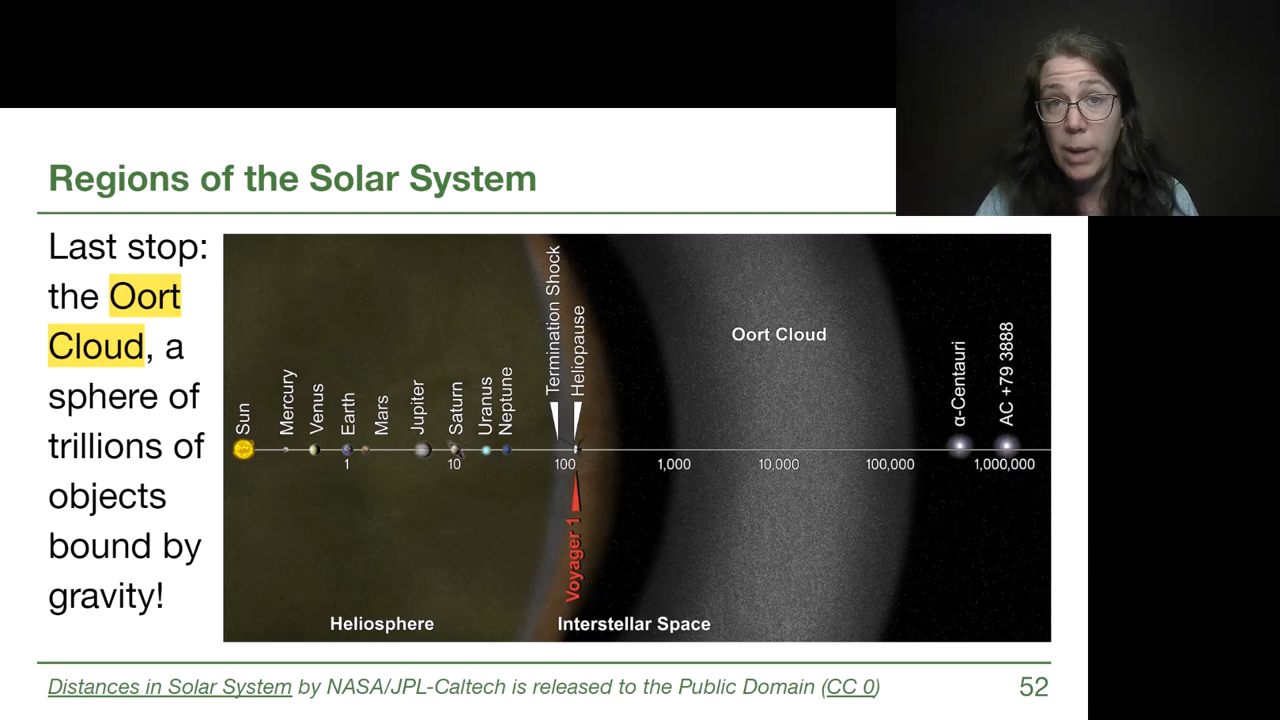 Regions of the Solar System
Last stop:
the Oort
Cloud, a
sphere of
trillions of
objects
bound by
gravity!
Sun
Mercury
Venus
Earth
Mars
Jupiter
Saturn
Uranus
Neptune
Termination Shock
Heliopause
Oort Cloud
α-Centauri
AC +79 3888
1
10
100
1,000
10,000
100,000
1,000,000
Voyager 1
Heliosphere
Interstellar Space
Distances in Solar System by NASA/JPL-Caltech is released to the Public Domain (CC 0)
52